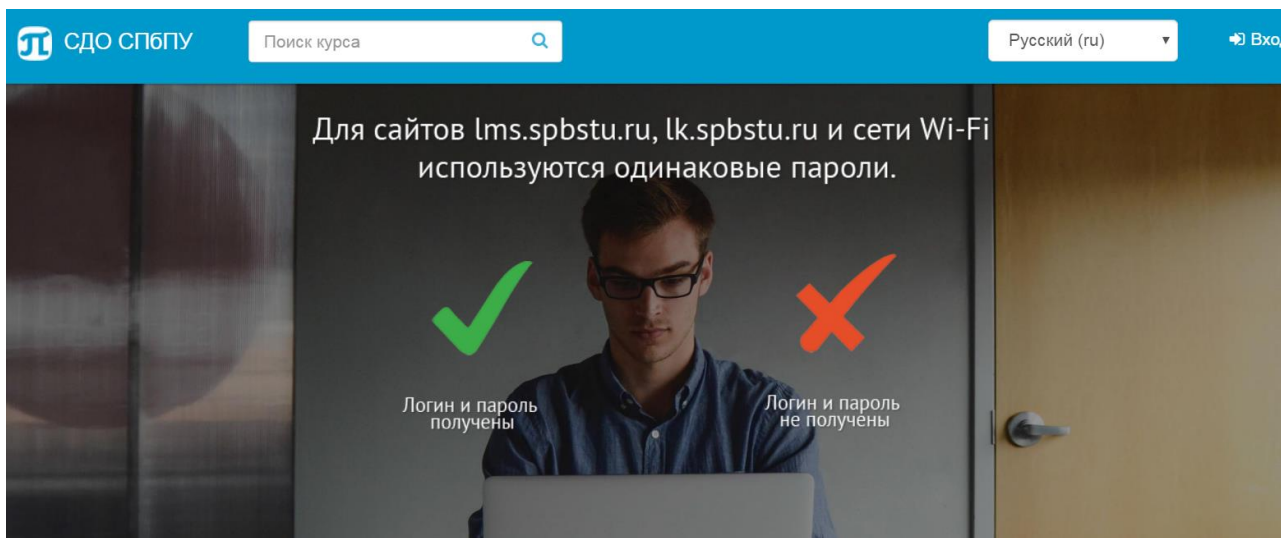 СДО СПбПУ
Поиск курса
Русский (ru)
Для сайтов lms.spbstu.ru, lk.spbstu.ru и сети Wi-Fi
используются одинаковые пароли.
Логин и пароль
получены
Логин и пароль
не получены